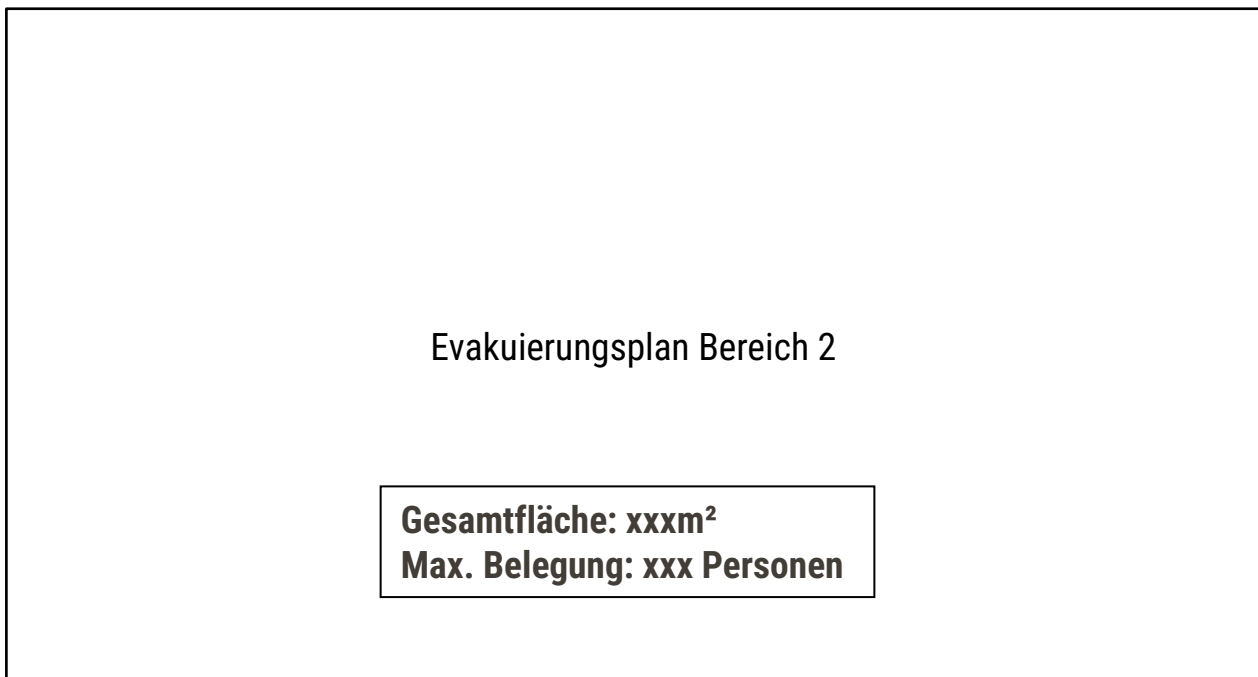 Evakuierungsplan Bereich 2
Gesamtfläche: xxxm²
Max. Belegung: xxx Personen